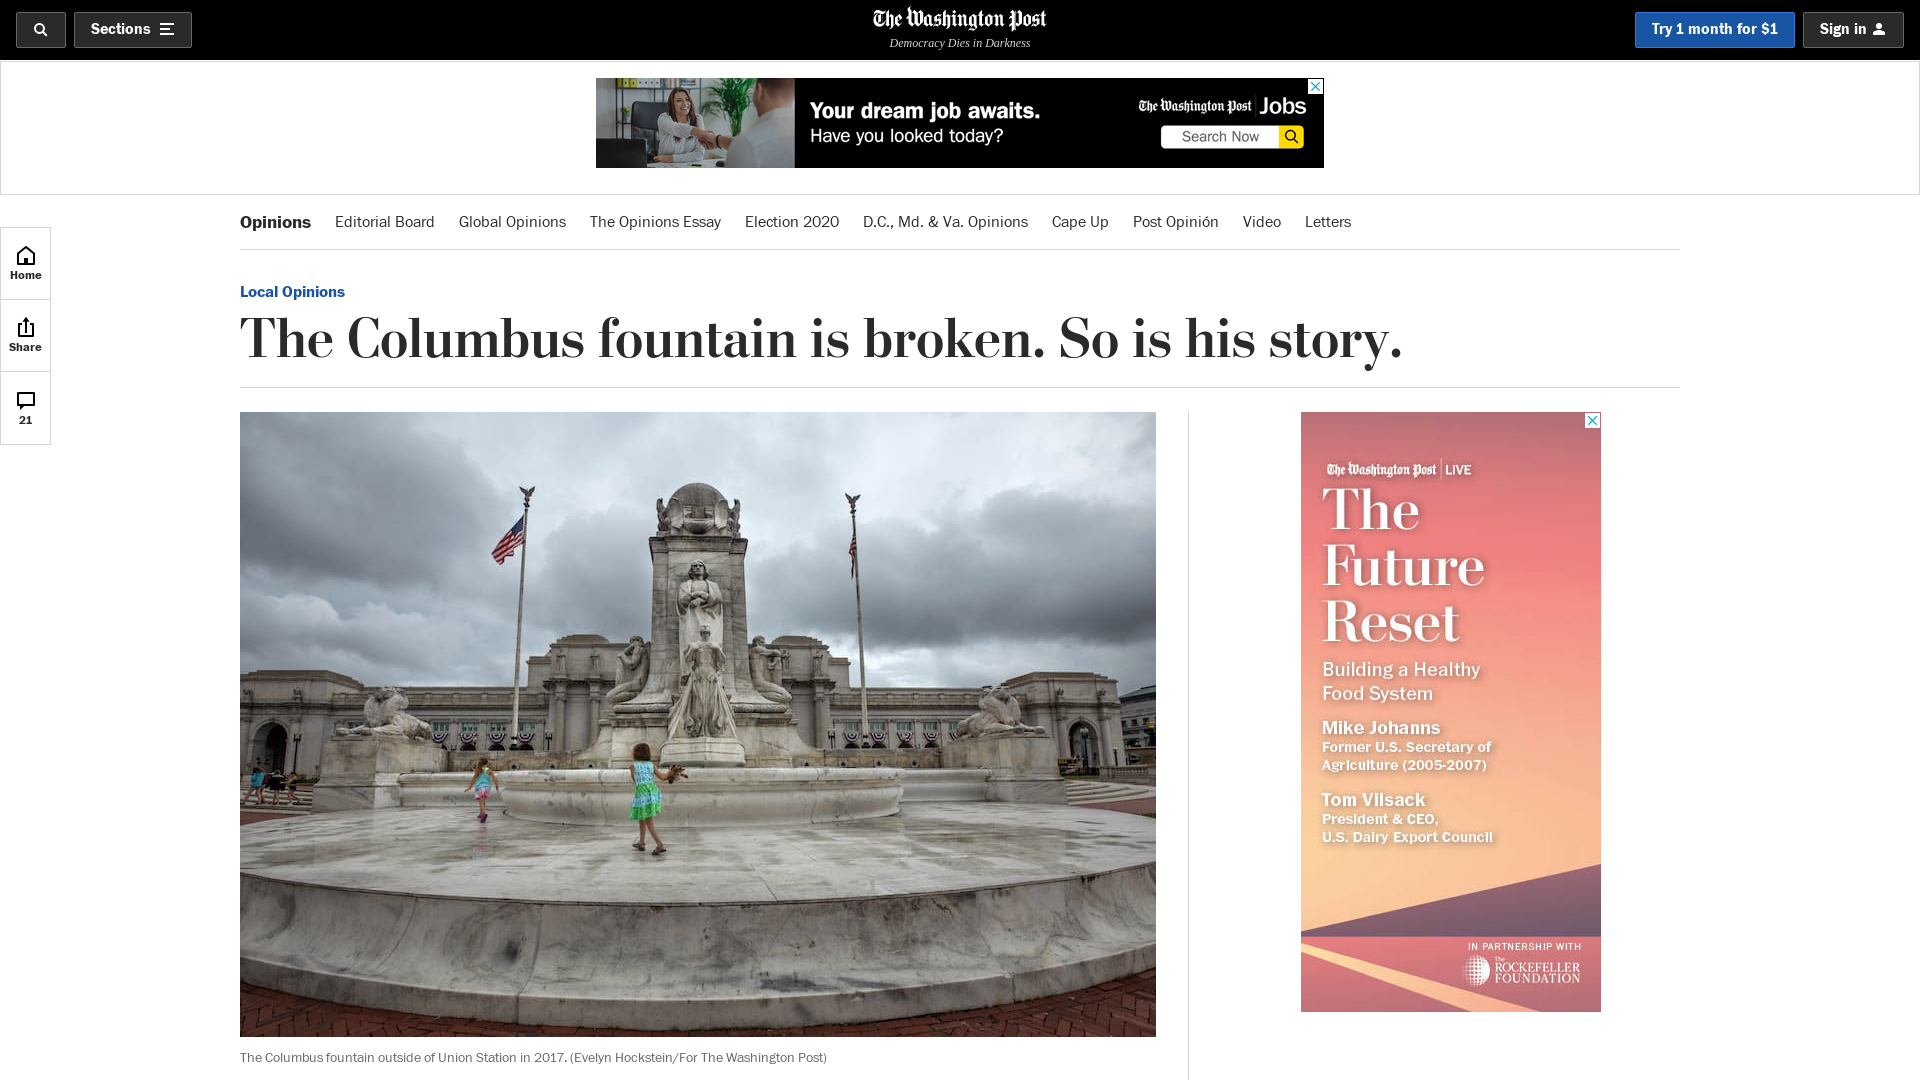 Sections
The Washington Post
Democracy Dies in Darkness
Try 1 month for $1
Sign in
Your dream job awaits.
Have you looked today?
The Washington Post Jobs
Search Now
Opinions
Editorial Board
Global Opinions
The Opinions Essay
Election 2020
D.C., Md. & Va. Opinions
Cape Up
Post Opinión
Video
Letters
Home
Share
21
Local Opinions
The Columbus fountain is broken. So is his story.
The Washington Post LIVE
The
Future
Reset
Building a Healthy
Food System
Mike Johanns
Former U.S. Secretary of
Agriculture (2005-2007)
Tom Vilsack
President & CEO,
U.S. Dairy Export Council
IN PARTNERSHIP WITH
The
ROCKEFELLER
FOUNDATION
The Columbus fountain outside of Union Station in 2017. (Evelyn Hockstein/For The Washington Post)